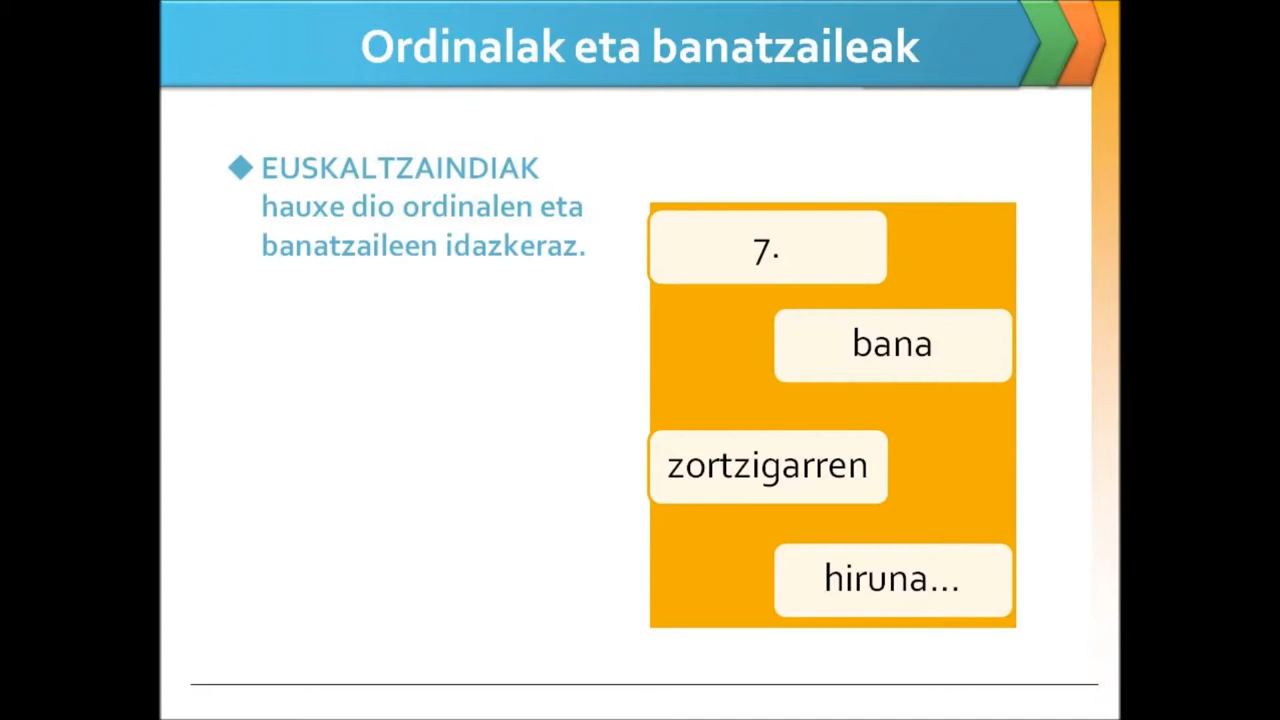 Ordinalak eta banatzaileak
EUSKALTZAINDIAK
hauxe dio ordinalen eta
banatzaileen idazkeraz.
7.
bana
zortzigarren
hiruna...